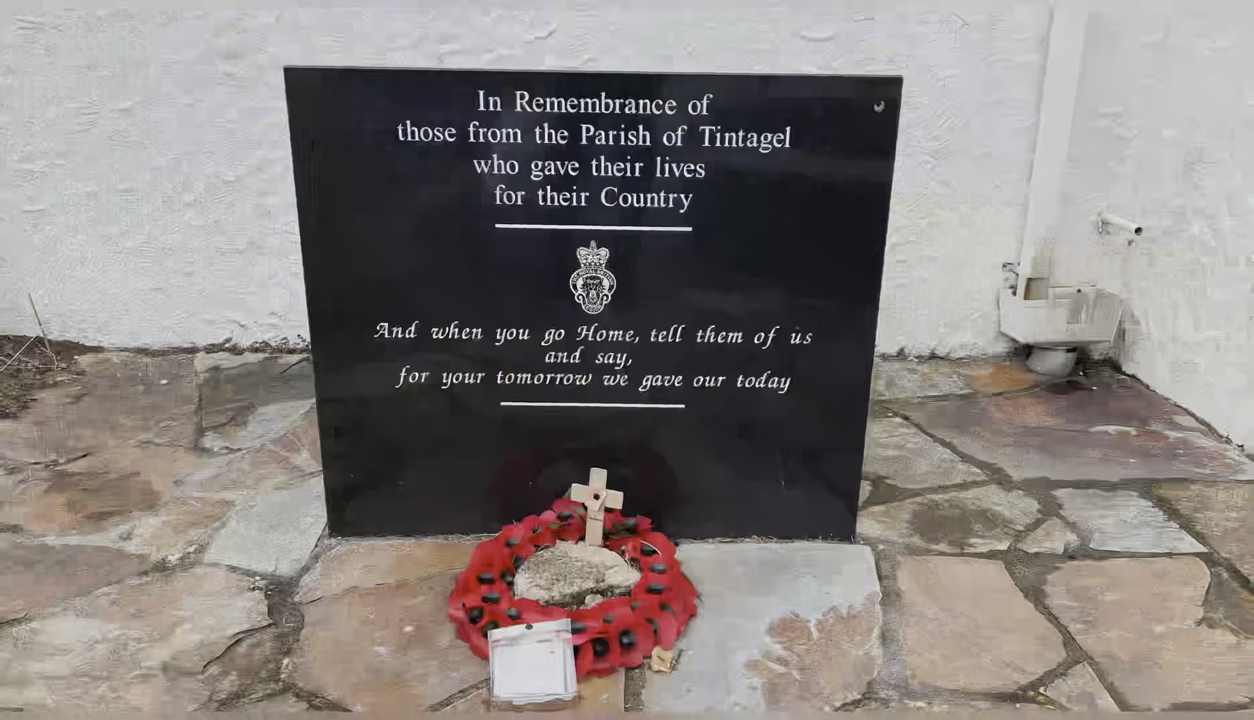 In Remembrance of
those from the Parish of Tintagel
who gave their lives
for their Country
And when you go Home, tell them of us
and say,
for your tomorrow we gave our today